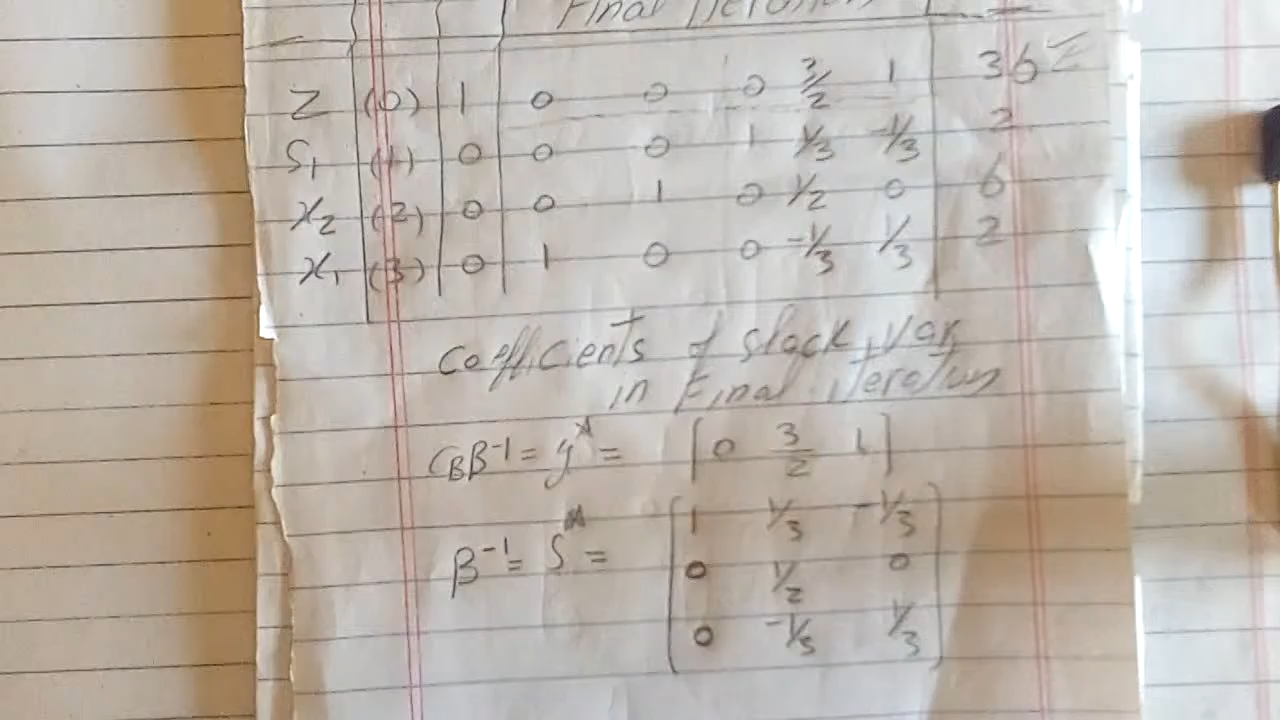 Final Iteration
Z (0) 1 0 0 0 3/2 1 36
S₁ (1) 0 0 0 1 1/3 -1/3 2
x₂ (2) 0 0 1 0 1/2 0 6
x₁ (3) 0 1 0 0 -1/3 1/3 2
Coefficients of slack var
in Final iteration
C_B B⁻¹ = y* = [0 3/2 1]
B⁻¹ = S* = [1 1/3 -1/3
0 1/2 0
0 -1/3 1/3]